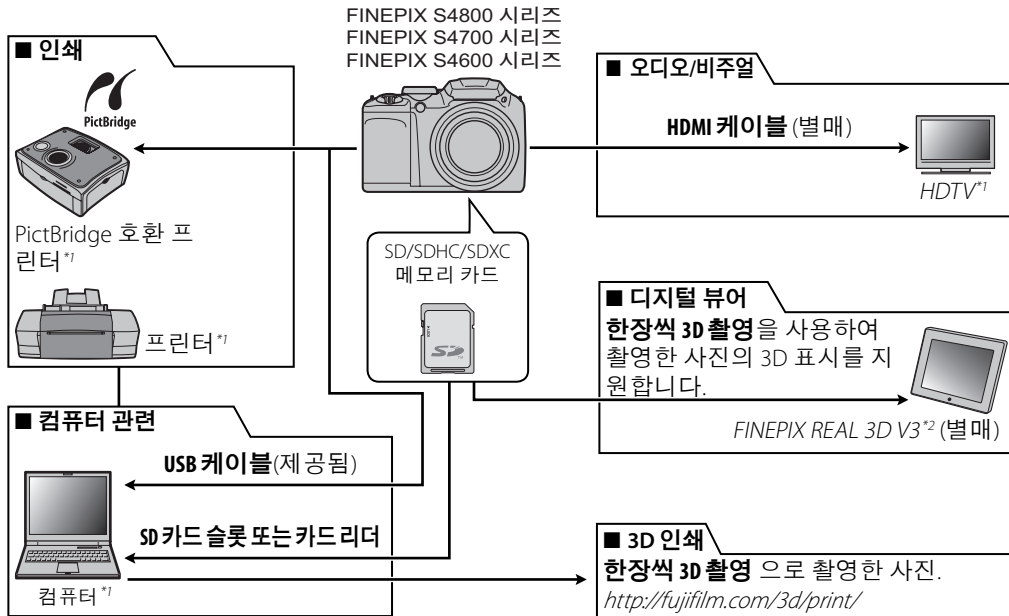 FINEPIX S4800 시리즈
FINEPIX S4700 시리즈
FINEPIX S4600 시리즈
■ 인쇄
PictBridge
PictBridge 호환 프
린터*1
프린터*1
■ 오디오/비주얼
HDMI 케이블 (별매)
HDTV*1
SD/SDHC/SDXC
메모리 카드
SD
■ 디지털 뷰어
한장씩 3D 촬영을 사용하여
촬영한 사진의 3D 표시를 지
원합니다.
FINEPIX REAL 3D V3*2 (별매)
■ 컴퓨터 관련
USB 케이블(제공됨)
SD 카드 슬롯 또는 카드 리더
컴퓨터*1
■ 3D 인쇄
한장씩 3D 촬영 으로 촬영한 사진.
http://fujifilm.com/3d/print/